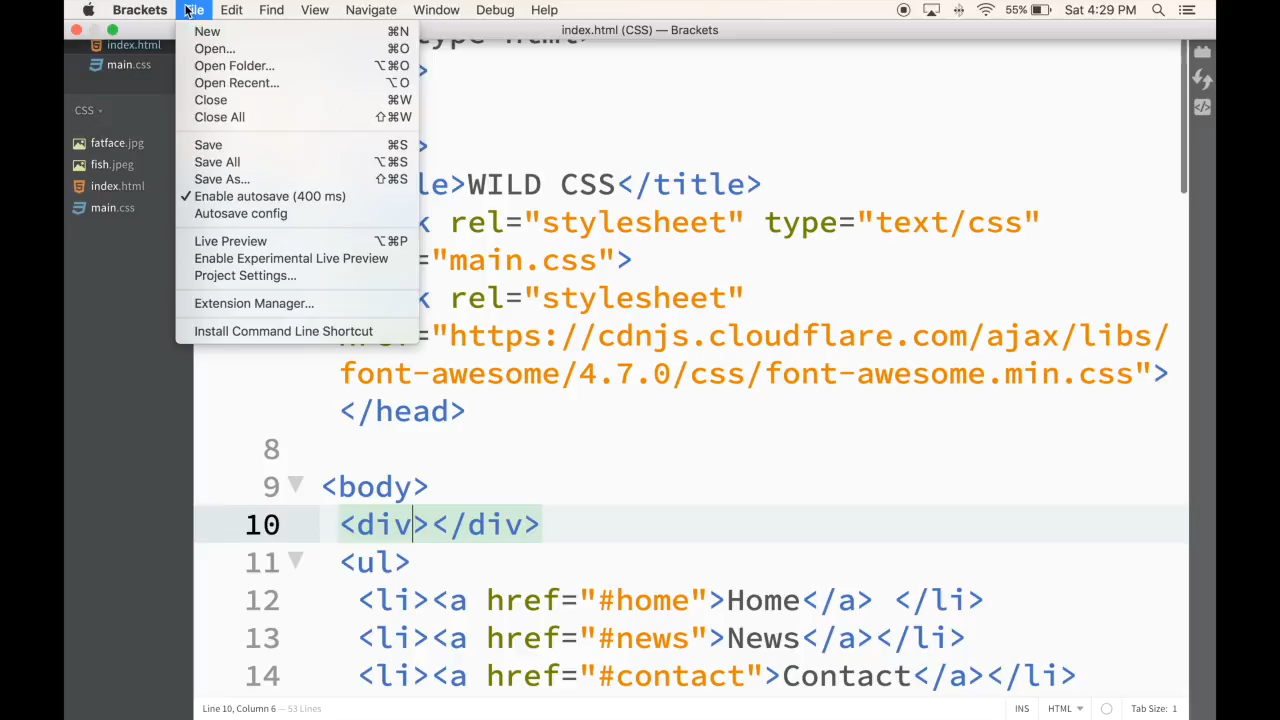 Brackets File Edit Find View Navigate Window Debug Help 55% Sat 4:29 PM
index.html (CSS) — Brackets
index.html
main.css
CSS
fatface.jpg
fish.jpeg
index.html
main.css
New ⌘N
Open... ⌘O
Open Folder... ⌥⌘O
Open Recent... ⌥O
Close ⌘W
Close All ⇧⌘W
Save ⌘S
Save All ⌥⌘S
Save As... ⇧⌘S
✓ Enable autosave (400 ms)
Autosave config
Live Preview ⌥⌘P
Enable Experimental Live Preview
Project Settings...
Extension Manager...
Install Command Line Shortcut
type html>
>
>
le>WILD CSS</title>
k rel="stylesheet" type="text/css"
="main.css">
k rel="stylesheet"
href="https://cdnjs.cloudflare.com/ajax/libs/
font-awesome/4.7.0/css/font-awesome.min.css">
</head>
8
9 <body>
10 <div></div>
11 <ul>
12 <li><a href="#home">Home</a> </li>
13 <li><a href="#news">News</a></li>
14 <li><a href="#contact">Contact</a></li>
Line 10, Column 6 — 53 Lines INS HTML Tab Size: 1